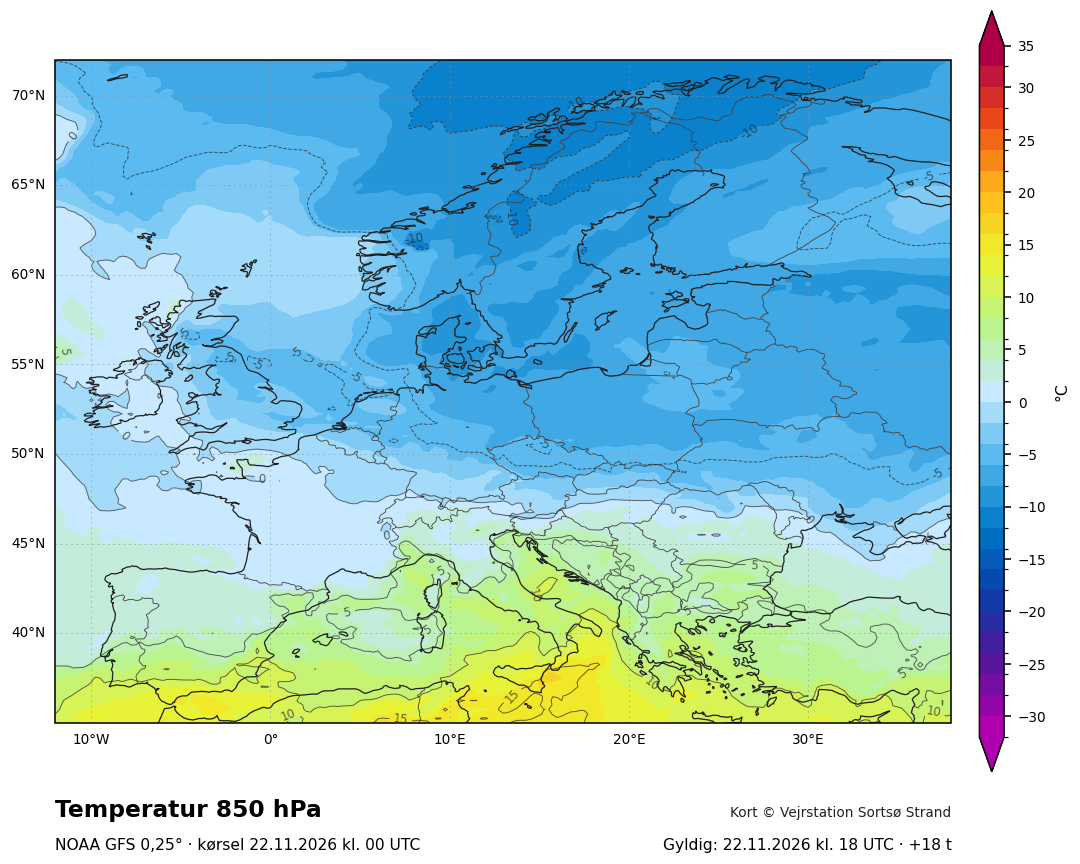 70°N
65°N
60°N
55°N
50°N
45°N
40°N
10°W
0°
10°E
20°E
30°E
35
30
25
20
15
10
5
0
−5
−10
−15
−20
−25
−30
°C
Temperatur 850 hPa
Kort © Vejrstation Sortsø Strand
NOAA GFS 0,25° · kørsel 22.11.2026 kl. 00 UTC
Gyldig: 22.11.2026 kl. 18 UTC · +18 t